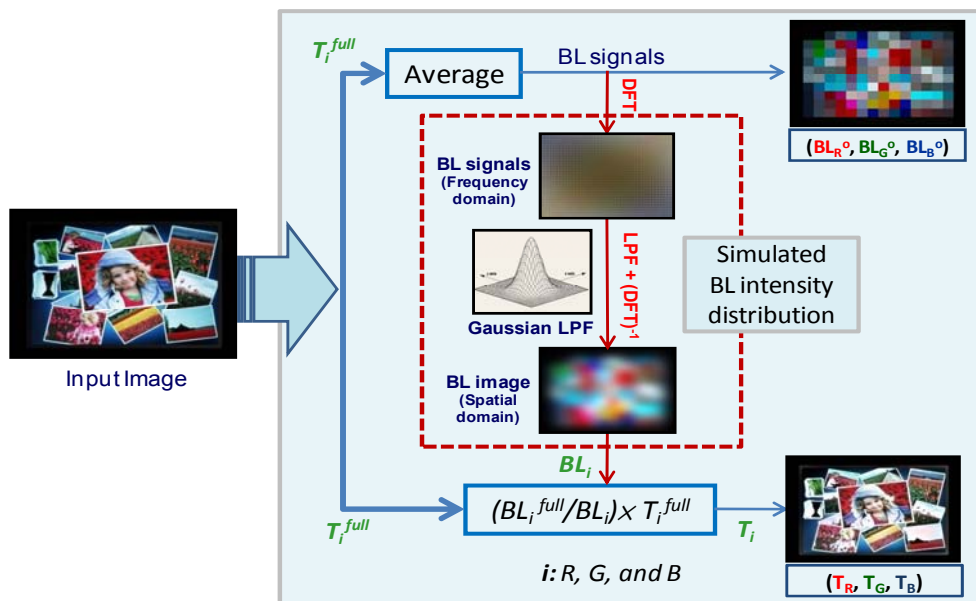 T_i^full
Average
BL signals
DFT
(BL_R^o, BL_G^o, BL_B^o)
BL signals
(Frequency
domain)
LPF + (DFT)^-1
Gaussian LPF
Simulated
BL intensity
distribution
Input Image
BL image
(Spatial
domain)
BL_i
T_i^full
(BL_i^full/BL_i) × T_i^full
T_i
i: R, G, and B
(T_R, T_G, T_B)